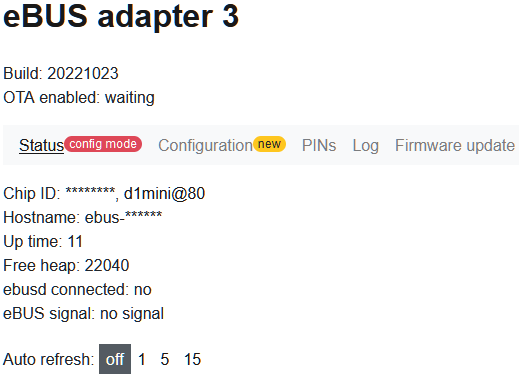 eBUS adapter 3
Build: 20221023
OTA enabled: waiting
Status config mode Configuration new PINs Log Firmware update
Chip ID: ********, d1mini@80
Hostname: ebus-******
Up time: 11
Free heap: 22040
ebusd connected: no
eBUS signal: no signal
Auto refresh: off 1 5 15